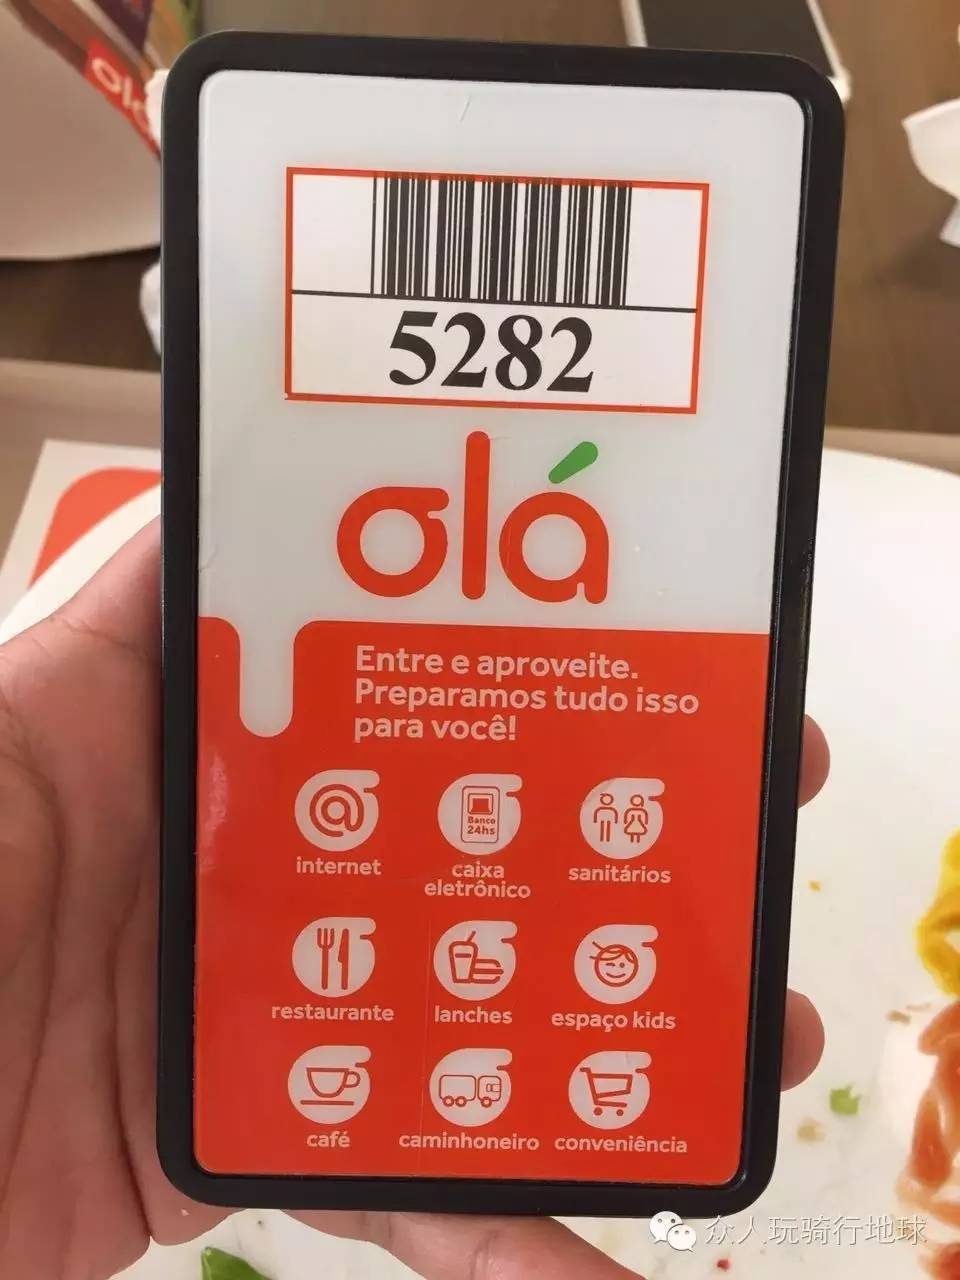 olá
5282
olá
Entre e aproveite.
Preparamos tudo isso
para você!
Banco
24hs
internet
caixa
eletrônico
sanitários
restaurante
lanches
espaço kids
café
caminhoneiro
conveniência
众人玩骑行地球